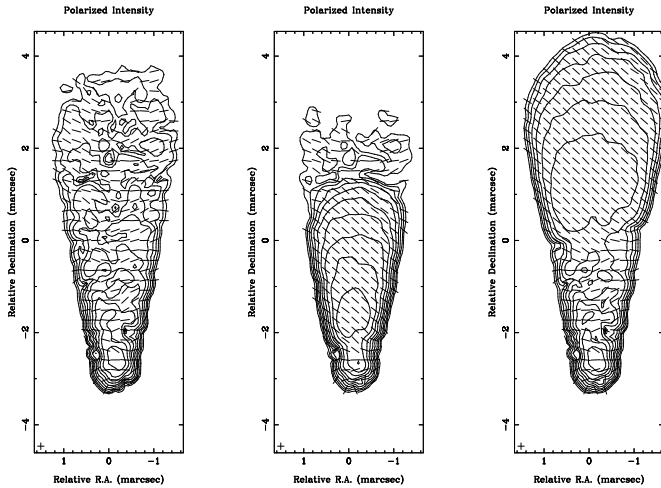 Polarized Intensity
Polarized Intensity
Polarized Intensity
Relative Declination (marcsec)
4
2
0
-2
-4
1
0
-1
Relative R.A. (marcsec)
Relative Declination (marcsec)
4
2
0
-2
-4
1
0
-1
Relative R.A. (marcsec)
Relative Declination (marcsec)
4
2
0
-2
-4
1
0
-1
Relative R.A. (marcsec)